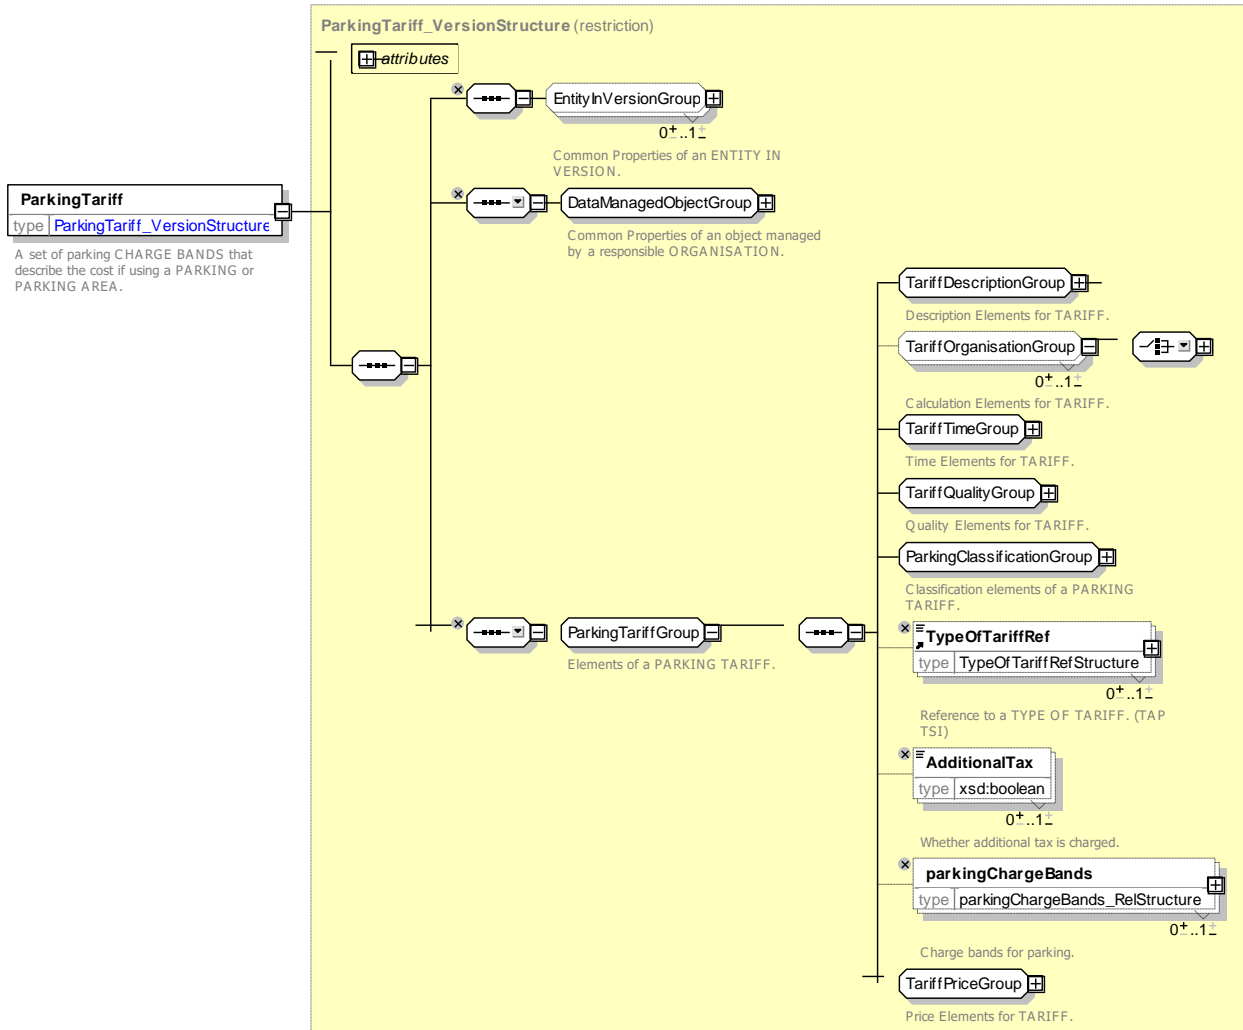 ParkingTariff_VersionStructure (restriction)
attributes
EntityInVersionGroup
0..1
Common Properties of an ENTITY IN
VERSION.
ParkingTariff
type ParkingTariff_VersionStructure
A set of parking CHARGE BANDS that
describe the cost if using a PARKING or
PARKING AREA.
DataManagedObjectGroup
Common Properties of an object managed
by a responsible ORGANISATION.
TariffDescriptionGroup
Description Elements for TARIFF.
TariffOrganisationGroup
0..1
Calculation Elements for TARIFF.
TariffTimeGroup
Time Elements for TARIFF.
TariffQualityGroup
Quality Elements for TARIFF.
ParkingClassificationGroup
Classification elements of a PARKING
TARIFF.
ParkingTariffGroup
Elements of a PARKING TARIFF.
TypeOfTariffRef
type TypeOfTariffRefStructure
0..1
Reference to a TYPE OF TARIFF. (TAP
TSI)
AdditionalTax
type xsd:boolean
0..1
Whether additional tax is charged.
parkingChargeBands
type parkingChargeBands_RelStructure
0..1
Charge bands for parking.
TariffPriceGroup
Price Elements for TARIFF.